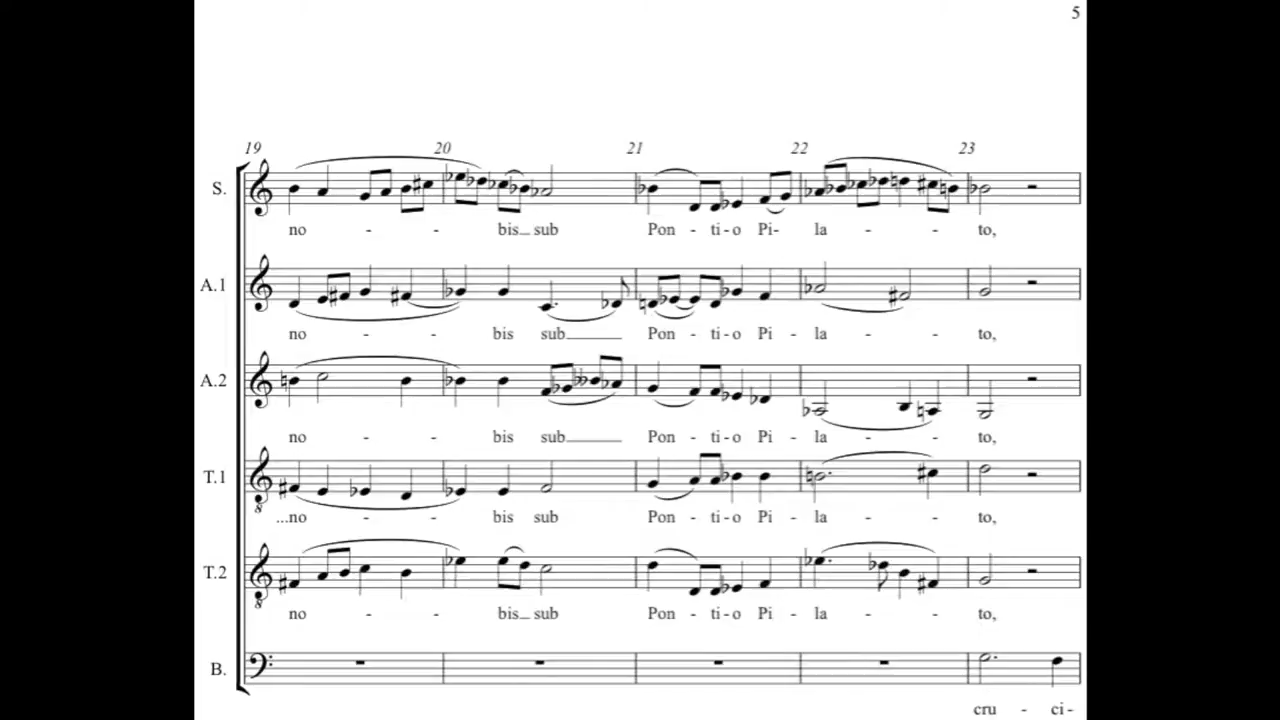 5
19 20 21 22 23
S.
no - - bis sub Pon - ti - o Pi - la - - to,
A.1
no - - bis sub Pon - ti - o Pi - la - - to,
A.2
no - - bis sub Pon - ti - o Pi - la - - to,
T.1
...no - - bis sub Pon - ti - o Pi - la - - to,
T.2
no - - bis sub Pon - ti - o Pi - la - - to,
B.
cru - ci -